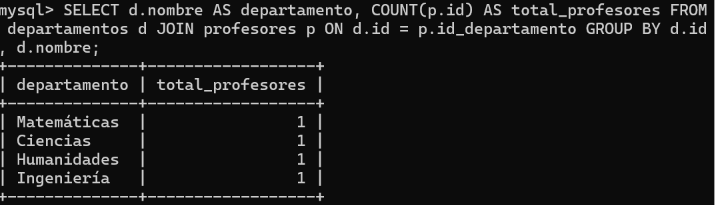 mysql> SELECT d.nombre AS departamento, COUNT(p.id) AS total_profesores FROM
 departamentos d JOIN profesores p ON d.id = p.id_departamento GROUP BY d.id
, d.nombre;
+--------------+------------------+
| departamento | total_profesores |
+--------------+------------------+
| Matemáticas  |                1 |
| Ciencias     |                1 |
| Humanidades  |                1 |
| Ingeniería   |                1 |
+--------------+------------------+